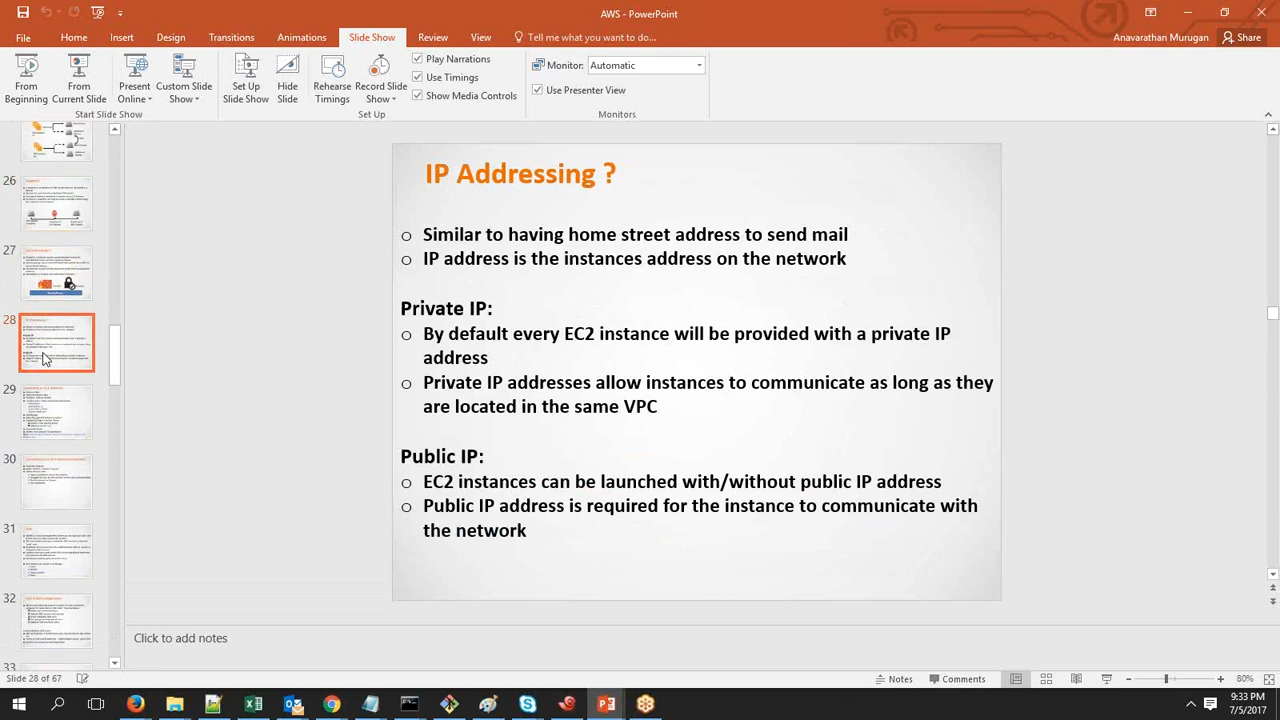 AWS - PowerPoint
File Home Insert Design Transitions Animations Slide Show Review View Tell me what you want to do... Anavarathan Murugan Share
From Beginning
From Current Slide
Present Online
Custom Slide Show
Set Up Slide Show
Hide Slide
Rehearse Timings
Record Slide Show
Play Narrations
Use Timings
Show Media Controls
Monitor: Automatic
Use Presenter View
Start Slide Show Set Up Monitors
26
27
28
29
30
31
32
33
IP Addressing ?
Similar to having home street address to send mail
IP address is the instances address on the network
Private IP:
By default every EC2 instance will be provided with a private IP
address
Private IP addresses allow instances to communicate as long as they
are located in the same VPC
Public IP:
EC2 instances can be launched with/without public IP address
Public IP address is required for the instance to communicate with
the network
Click to add notes
Slide 28 of 67 Notes Comments 80%
9:33 PM
7/5/2017